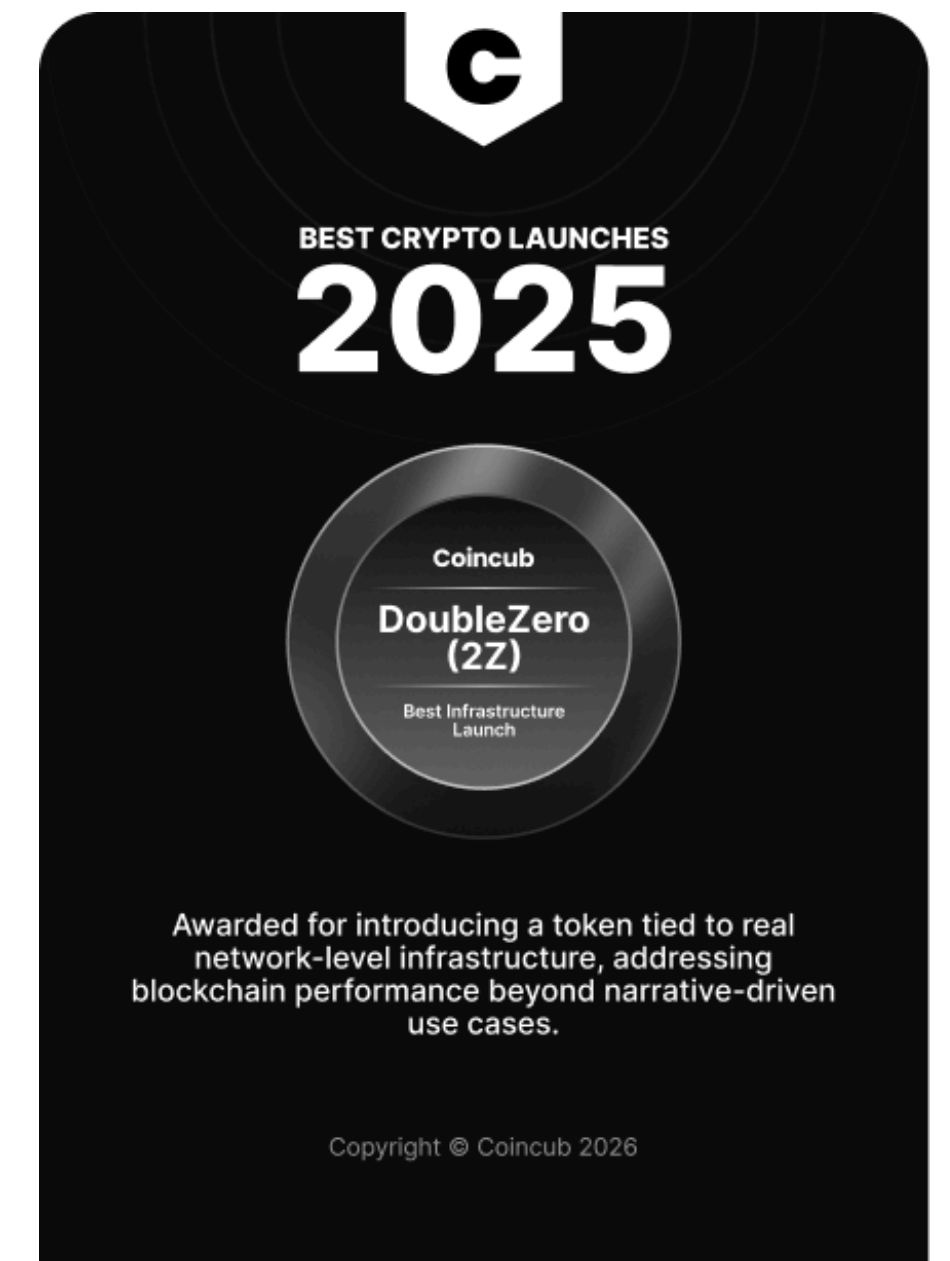 C
BEST CRYPTO LAUNCHES
2025
Coincub
DoubleZero
(2Z)
Best Infrastructure
Launch
Awarded for introducing a token tied to real
network-level infrastructure, addressing
blockchain performance beyond narrative-driven
use cases.
Copyright © Coincub 2026